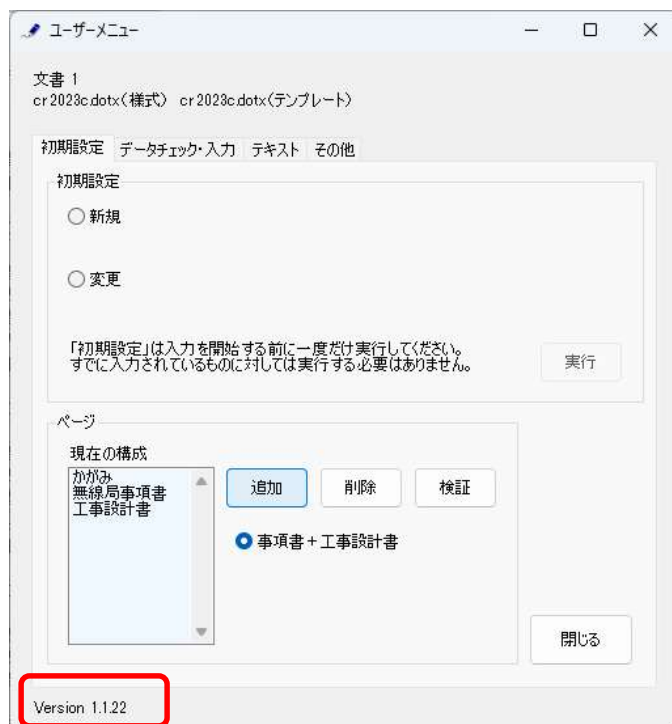 ユーザーメニュー
文書 1
cr2023c.dotx(様式) cr2023c.dotx(テンプレート)
初期設定 データチェック・入力 テキスト その他
初期設定
新規
変更
「初期設定」は入力を開始する前に一度だけ実行してください。
すでに入力されているものに対しては実行する必要はありません。
実行
ページ
現在の構成
かがみ
無線局事項書
工事設計書
追加 削除 検証
事項書+工事設計書
閉じる
Version 1.1.22